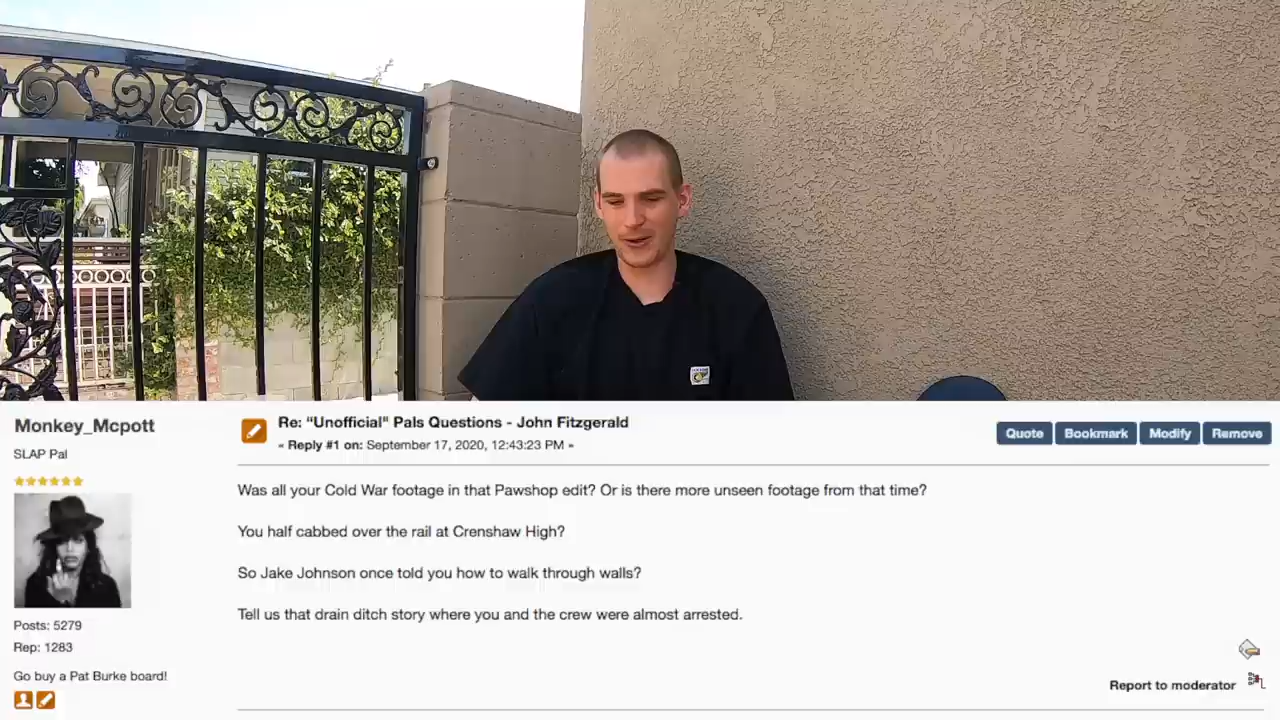 Monkey_Mcpott
SLAP Pal
Posts: 5279
Rep: 1283
Go buy a Pat Burke board!
Re: “Unofficial" Pals Questions - John Fitzgerald
« Reply #1 on: September 17, 2020, 12:43:23 PM »
Quote Bookmark Modify Remove
Was all your Cold War footage in that Pawshop edit? Or is there more unseen footage from that time?
You half cabbed over the rail at Crenshaw High?
So Jake Johnson once told you how to walk through walls?
Tell us that drain ditch story where you and the crew were almost arrested.
Report to moderator